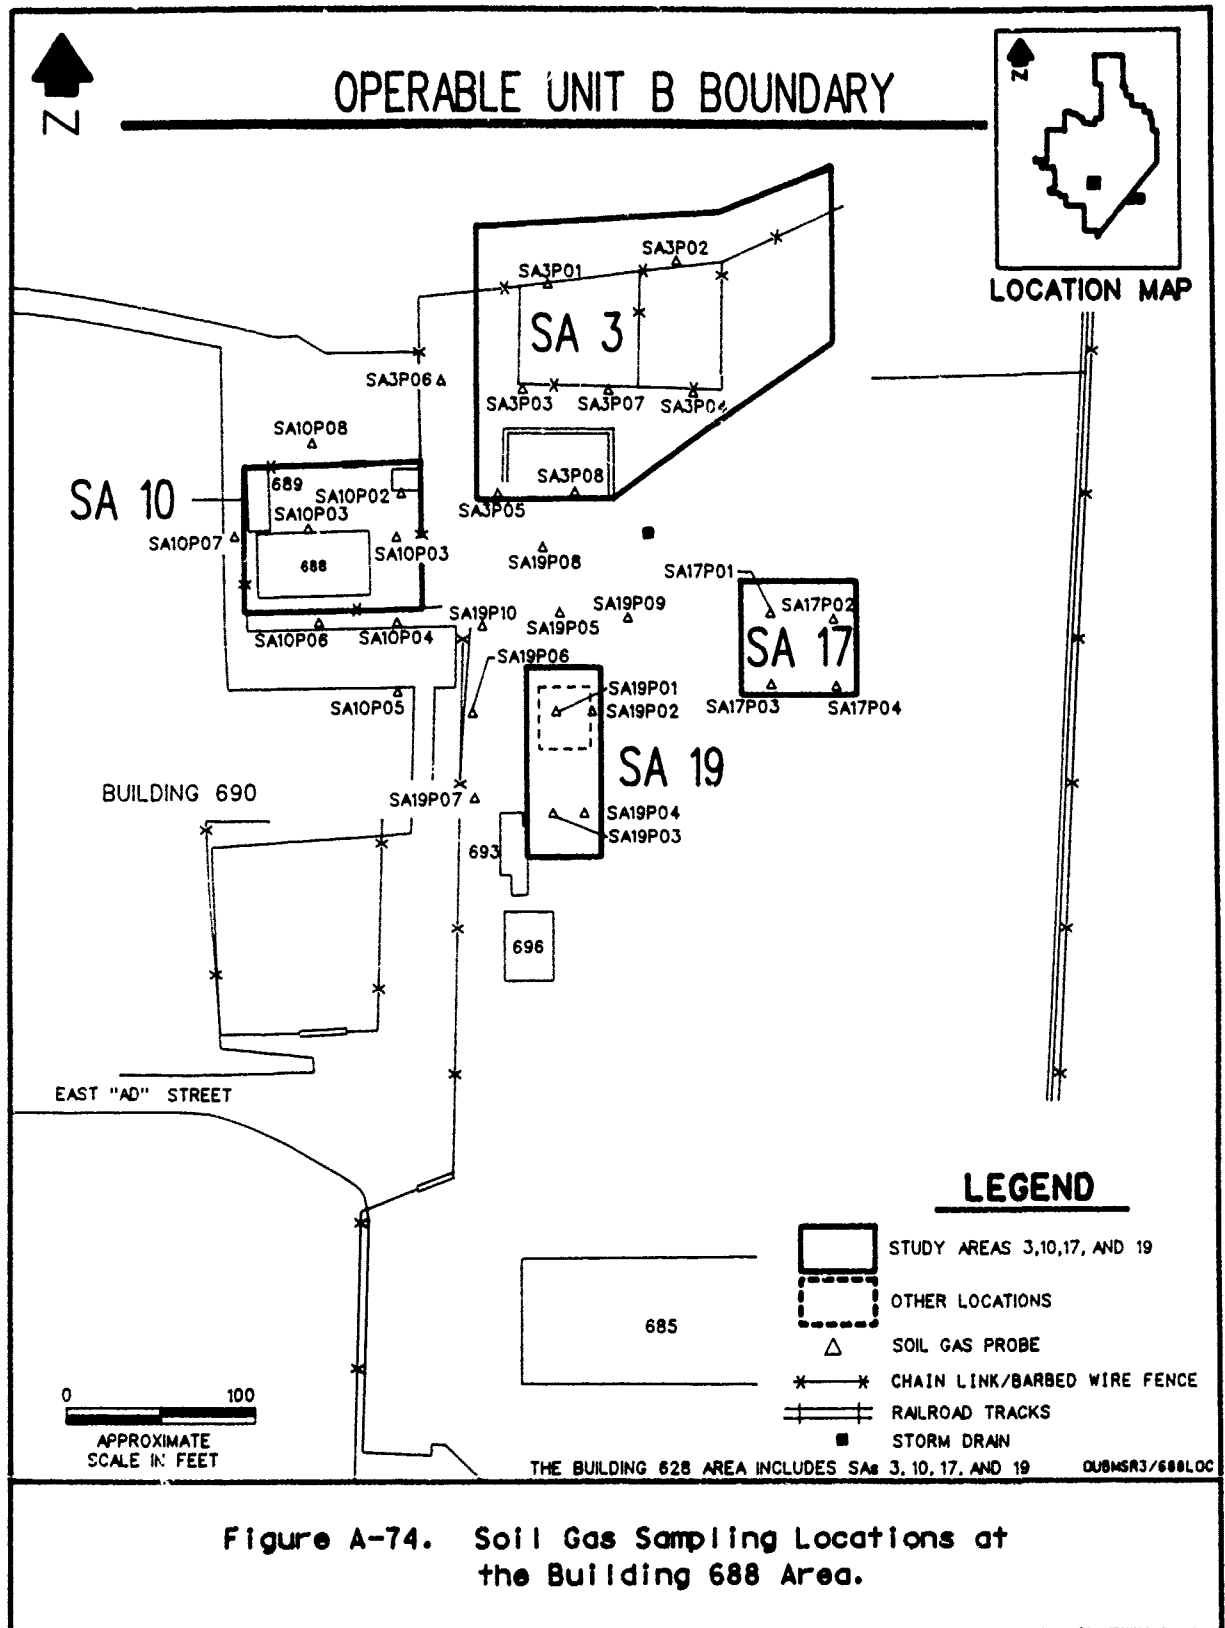 N
OPERABLE UNIT B BOUNDARY
N
LOCATION MAP
SA3P02
SA3P01
SA 3
SA3P06
SA3P03
SA3P07
SA3P04
SA10P08
689
SA10P02
SA3P08
SA 10
SA3P05
SA10P03
SA10P07
SA10P03
688
SA19P08
SA17P01
SA19P10
SA19P05
SA19P09
SA17P02
SA10P06
SA10P04
SA 17
SA19P06
SA19P01
SA10P05
SA19P02
SA17P03
SA17P04
SA 19
BUILDING 690
SA19P07
SA19P04
SA19P03
693
696
EAST "AD" STREET
LEGEND
STUDY AREAS 3,10,17, AND 19
OTHER LOCATIONS
685
SOIL GAS PROBE
CHAIN LINK/BARBED WIRE FENCE
0 100
RAILROAD TRACKS
APPROXIMATE
SCALE IN FEET
STORM DRAIN
THE BUILDING 628 AREA INCLUDES SAs 3, 10, 17, AND 19
OUBMSR3/688LOC
Figure A-74. Soil Gas Sampling Locations at
the Building 688 Area.